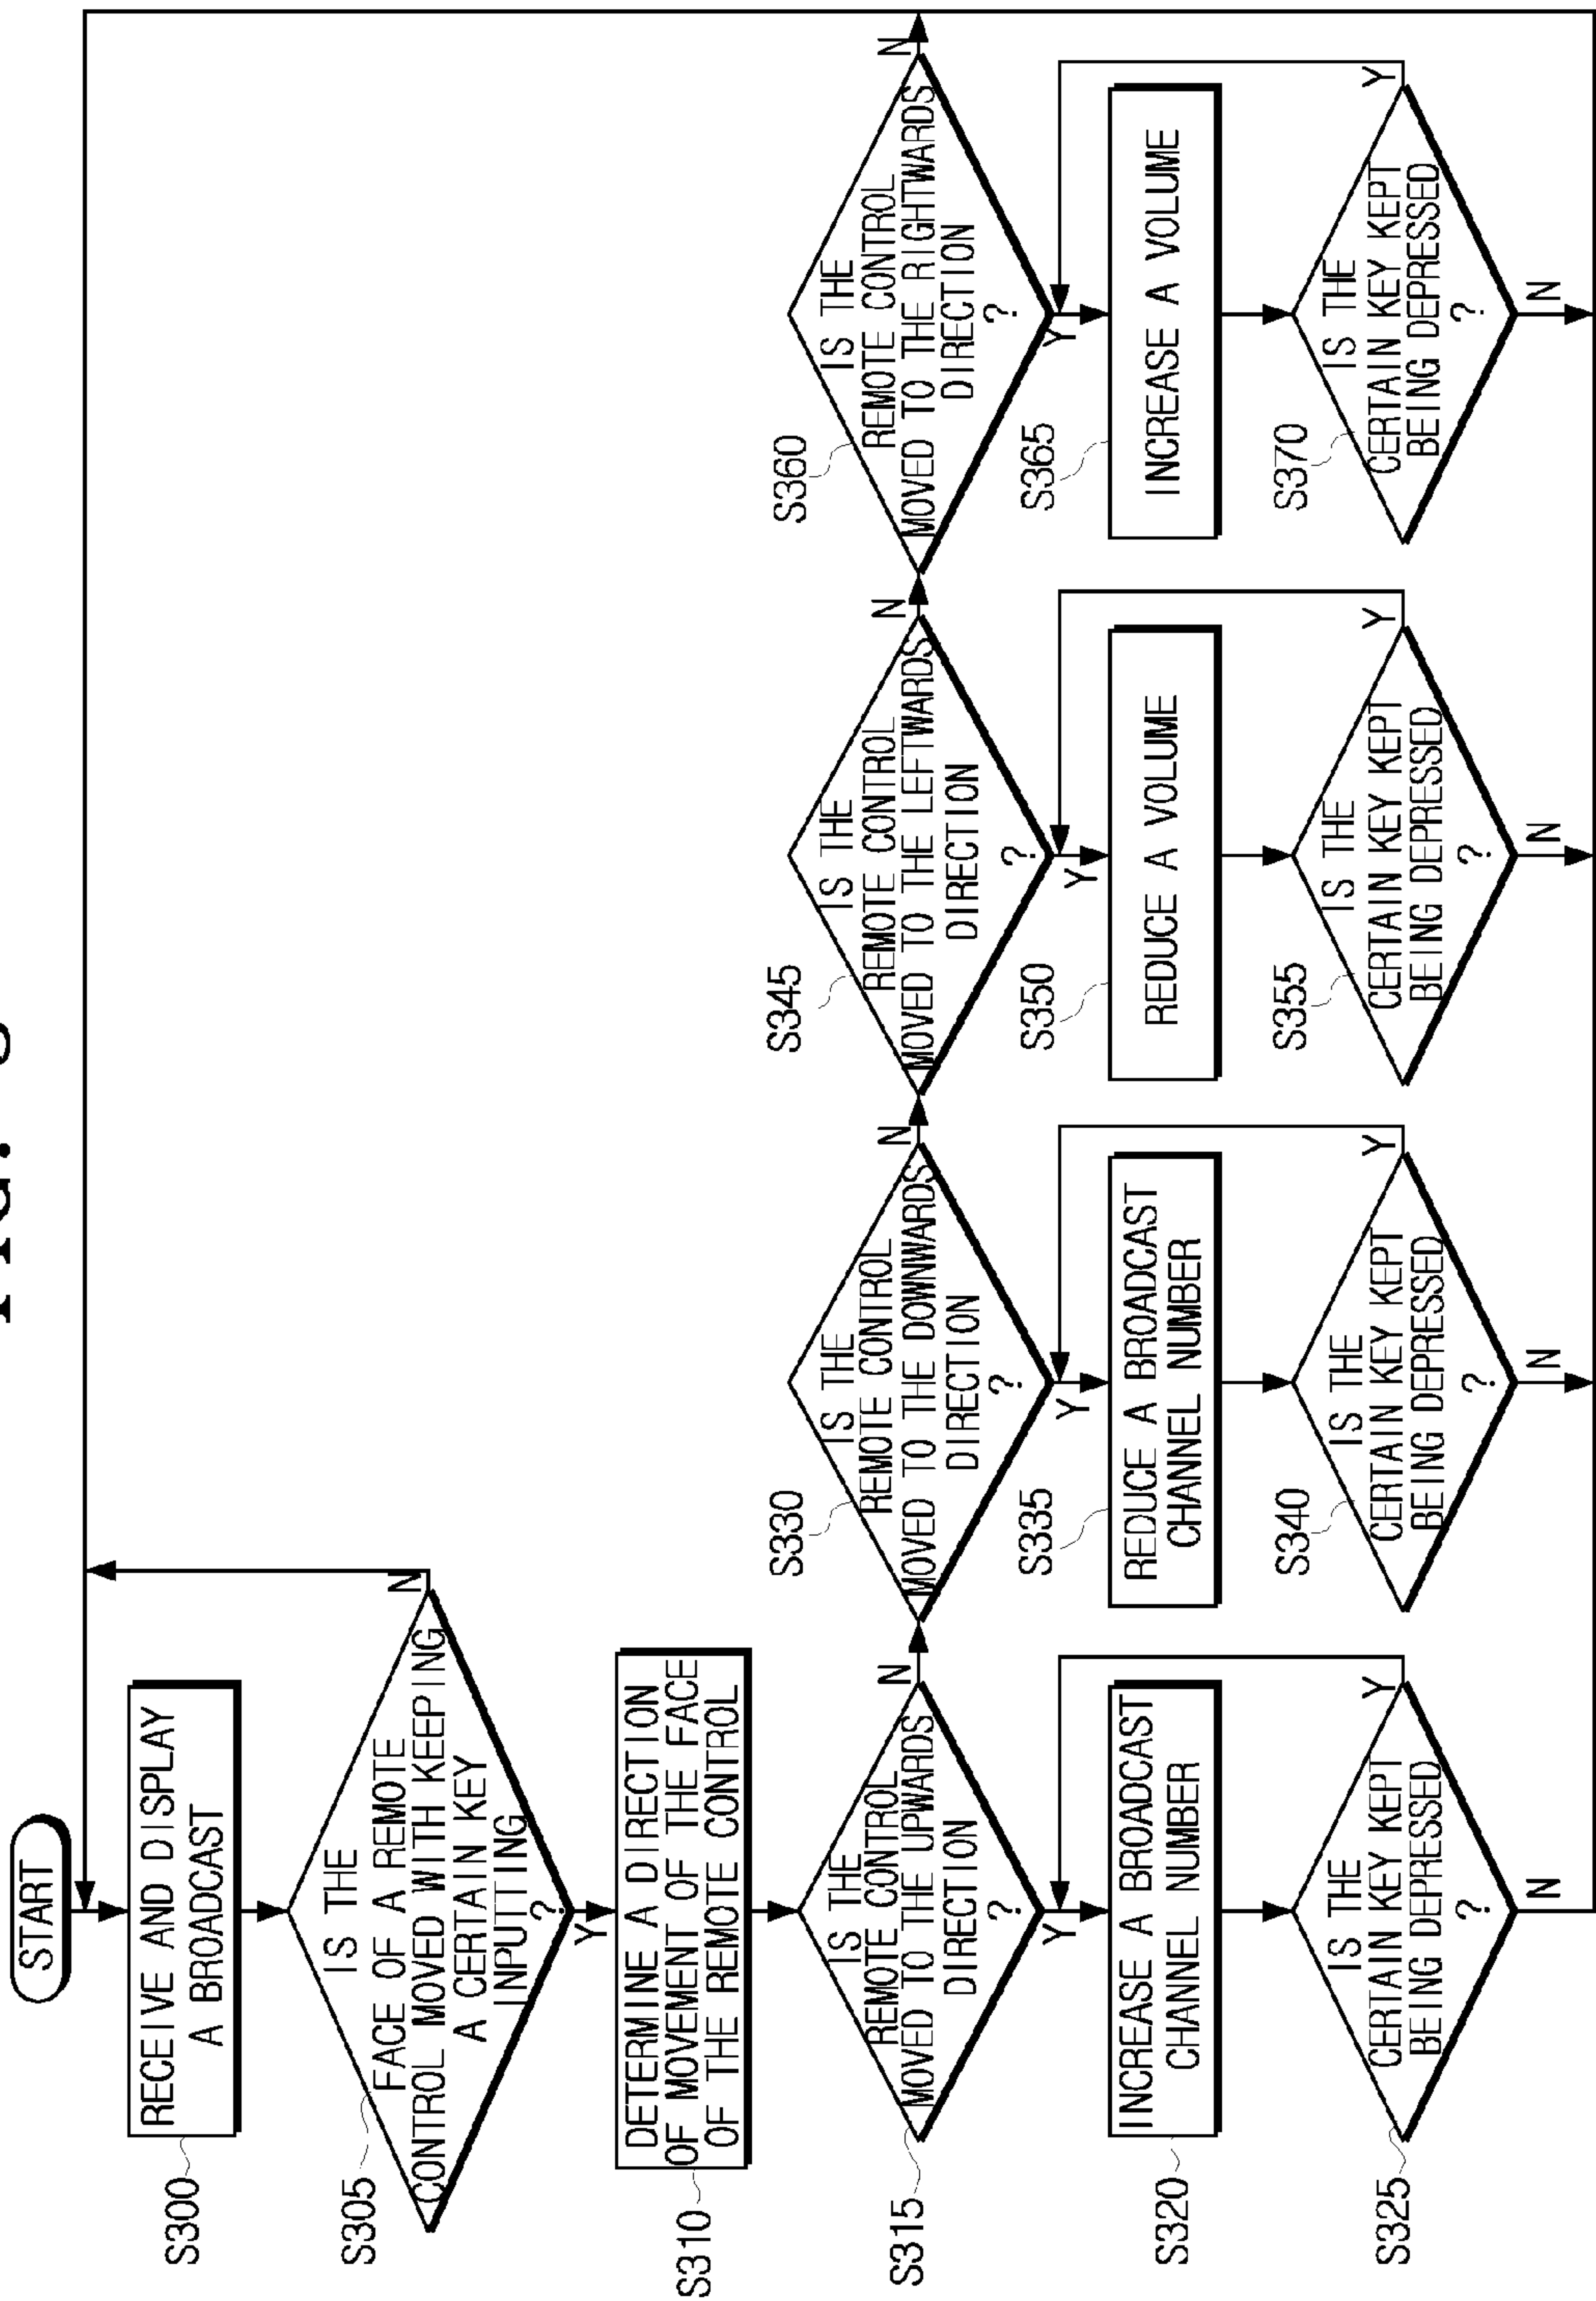 START
S300
RECEIVE AND DISPLAY
A BROADCAST
S305
IS THE
FACE OF A REMOTE
CONTROL MOVED WITH KEEPING
A CERTAIN KEY
INPUTTING
?
N
Y
S310
DETERMINE A DIRECTION
OF MOVEMENT OF THE FACE
OF THE REMOTE CONTROL
S315
IS THE
REMOTE CONTROL
MOVED TO THE UPWARDS
DIRECTION
?
N
Y
S320
INCREASE A BROADCAST
CHANNEL NUMBER
S325
IS THE
CERTAIN KEY KEPT
BEING DEPRESSED
?
Y
N
S330
IS THE
REMOTE CONTROL
MOVED TO THE DOWNWARDS
DIRECTION
?
N
Y
S335
REDUCE A BROADCAST
CHANNEL NUMBER
S340
IS THE
CERTAIN KEY KEPT
BEING DEPRESSED
?
Y
N
S345
IS THE
REMOTE CONTROL
MOVED TO THE LEFTWARDS
DIRECTION
?
N
Y
S350
REDUCE A VOLUME
S355
IS THE
CERTAIN KEY KEPT
BEING DEPRESSED
?
Y
N
S360
IS THE
REMOTE CONTROL
MOVED TO THE RIGHTWARDS
DIRECTION
?
N
Y
S365
INCREASE A VOLUME
S370
IS THE
CERTAIN KEY KEPT
BEING DEPRESSED
?
Y
N